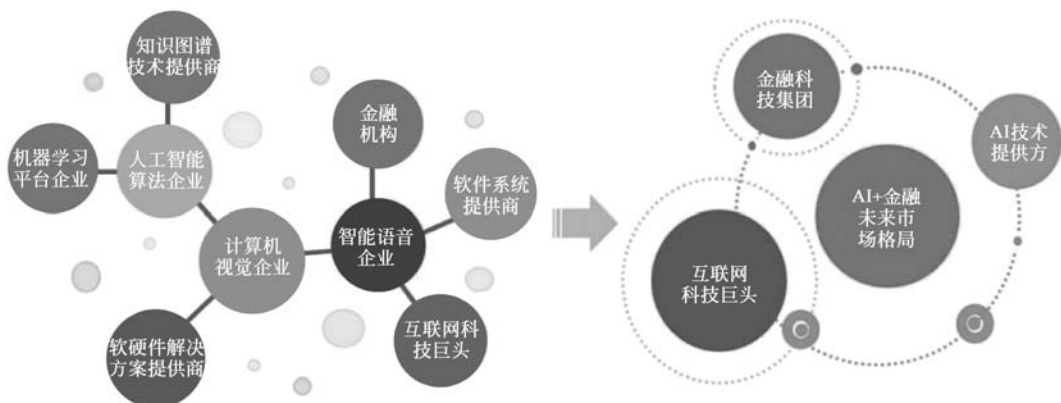 知识图谱
技术提供商
机器学习
平台企业
人工智能
算法企业
金融
机构
软件系统
提供商
计算机
视觉企业
智能语音
企业
互联网科
技巨头
软硬件解决
方案提供商
金融科
技集团
AI技术
提供方
AI+金融
未来市
场格局
互联网
科技巨头